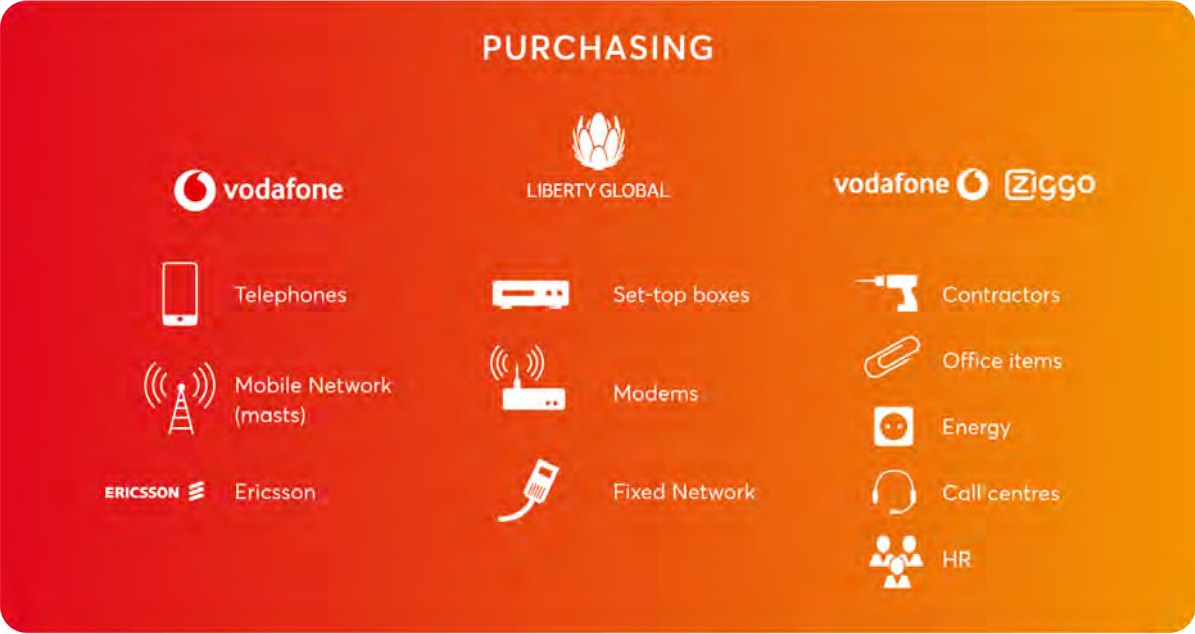 PURCHASING
vodafone
Telephones
Mobile Network
(masts)
ERICSSON
Ericsson
LIBERTY GLOBAL
Set-top boxes
Modems
Fixed Network
vodafone ziggo
Contractors
Office items
Energy
Call centres
HR